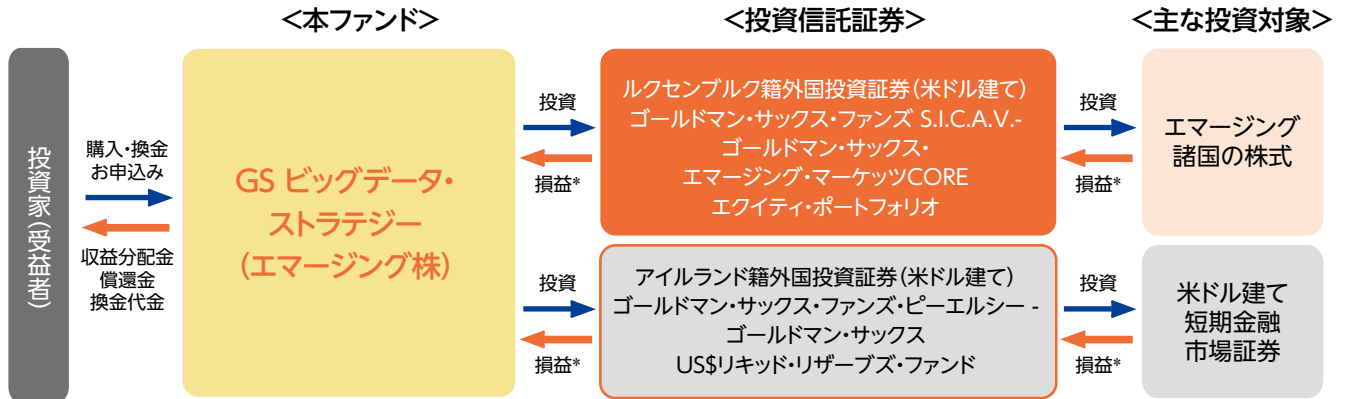 ＜本ファンド＞
＜投資信託証券＞
＜主な投資対象＞
投資家（受益者）
購入・換金
お申込み
収益分配金
償還金
換金代金
GS ビッグデータ・
ストラテジー
（エマージング株）
投資
損益*
ルクセンブルク籍外国投資証券（米ドル建て）
ゴールドマン・サックス・ファンズ S.I.C.A.V.-
ゴールドマン・サックス・
エマージング・マーケッツCORE
エクイティ・ポートフォリオ
投資
損益*
エマージング
諸国の株式
投資
損益*
アイルランド籍外国投資証券（米ドル建て）
ゴールドマン・サックス・ファンズ・ピーエルシー -
ゴールドマン・サックス
US$リキッド・リザーブズ・ファンド
投資
損益*
米ドル建て
短期金融
市場証券